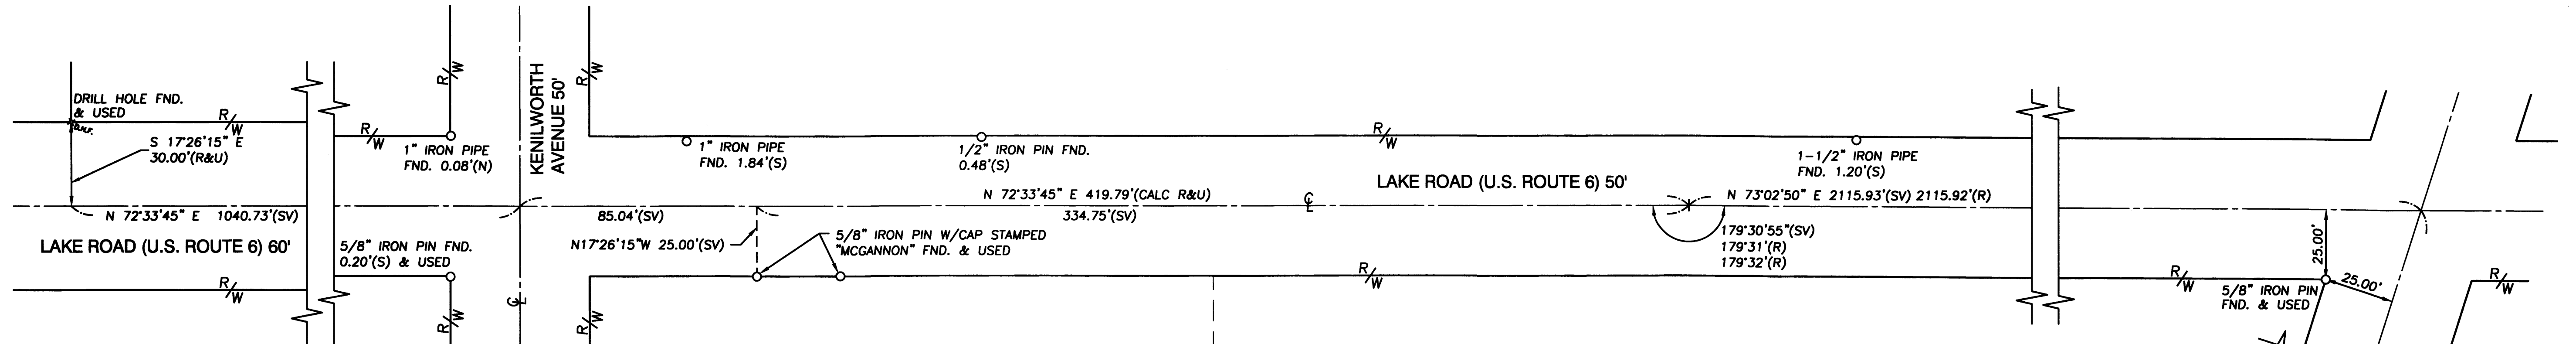 DRILL HOLE FND.
& USED
D.H.F.
R/W
S 17°26'15" E
30.00'(R&U)
N 72°33'45" E 1040.73'(SV)
LAKE ROAD (U.S. ROUTE 6) 60'
R/W
R/W
R/W
1" IRON PIPE
FND. 0.08'(N)
5/8" IRON PIN FND.
0.20'(S) & USED
R/W
KENILWORTH
AVENUE 50'
CL
R/W
R/W
1" IRON PIPE
FND. 1.84'(S)
85.04'(SV)
N17°26'15"W 25.00'(SV)
5/8" IRON PIN W/CAP STAMPED
"MCGANNON" FND. & USED
1/2" IRON PIN FND.
0.48'(S)
N 72°33'45" E 419.79'(CALC R&U)
334.75'(SV)
CL
R/W
LAKE ROAD (U.S. ROUTE 6) 50'
R/W
1-1/2" IRON PIPE
FND. 1.20'(S)
N 73°02'50" E 2115.93'(SV) 2115.92'(R)
179°30'55"(SV)
179°31'(R)
179°32'(R)
R/W
25.00'
25.00'
5/8" IRON PIN
FND. & USED
R/W